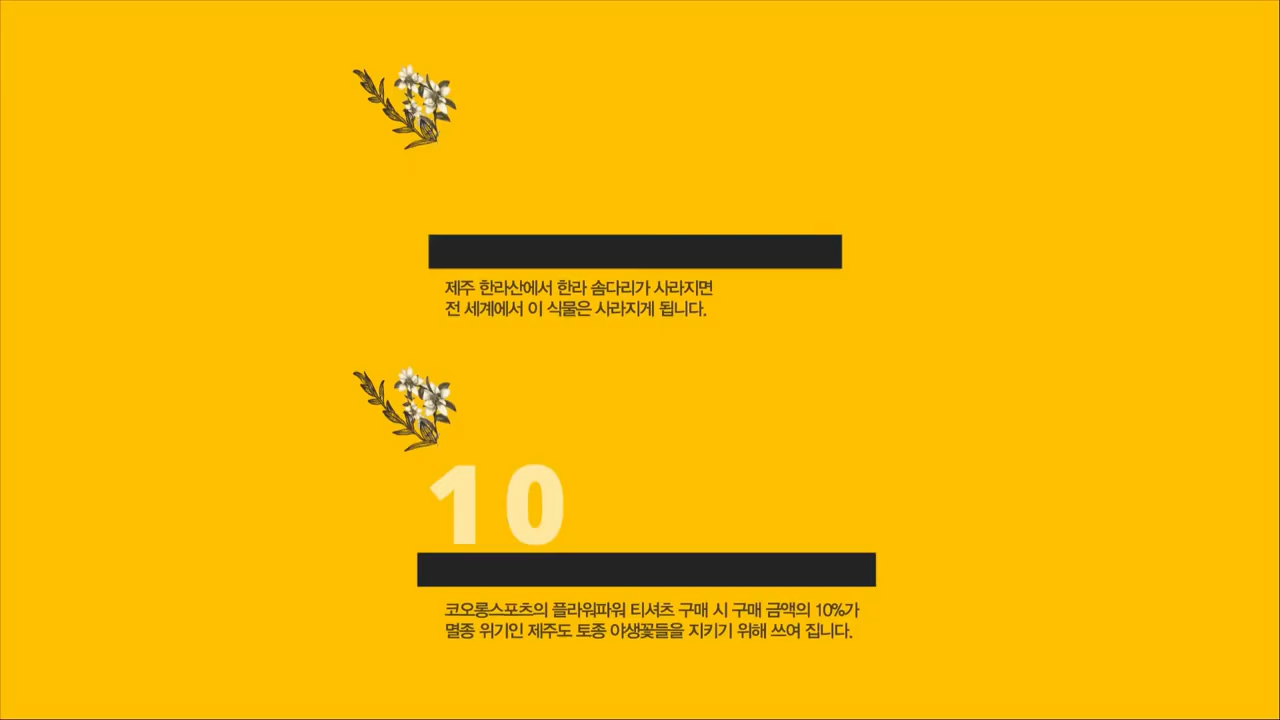 제주 한라산에서 한라 솜다리가 사라지면
전 세계에서 이 식물은 사라지게 됩니다.
10
코오롱스포츠의 플라워파워 티셔츠 구매 시 구매 금액의 10%가
멸종 위기인 제주도 토종 야생꽃들을 지키기 위해 쓰여 집니다.